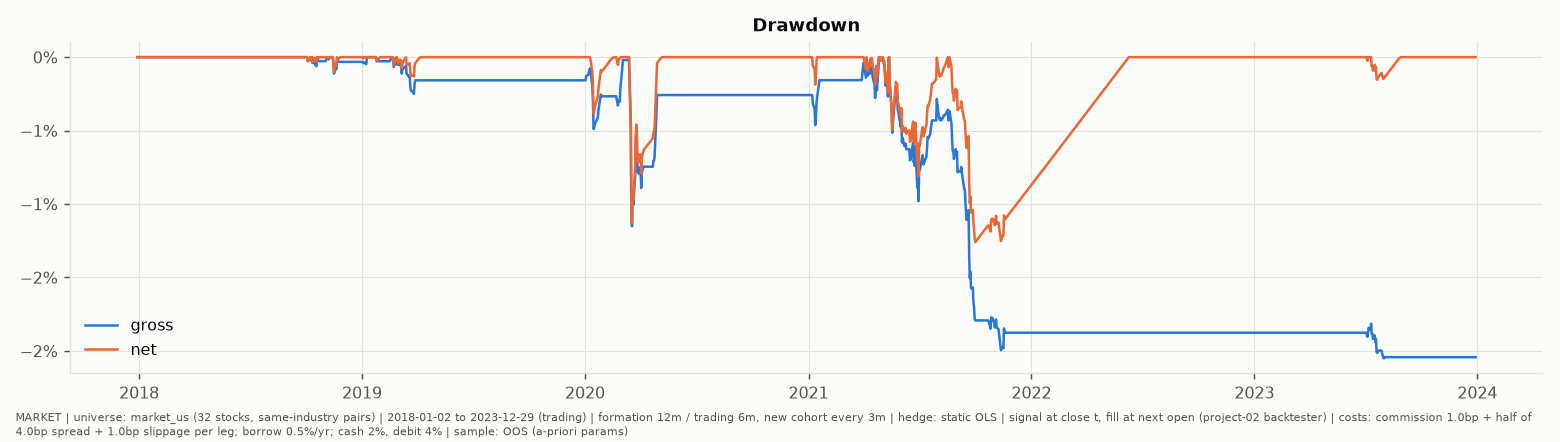 Drawdown
0%
−1%
−1%
−2%
−2%
gross
net
2018 2019 2020 2021 2022 2023 2024
MARKET | universe: market_us (32 stocks, same-industry pairs) | 2018-01-02 to 2023-12-29 (trading) | formation 12m / trading 6m, new cohort every 3m | hedge: static OLS | signal at close t, fill at next open (project-02 backtester) | costs: commission 1.0bp + half of
4.0bp spread + 1.0bp slippage per leg; borrow 0.5%/yr; cash 2%, debit 4% | sample: OOS (a-priori params)